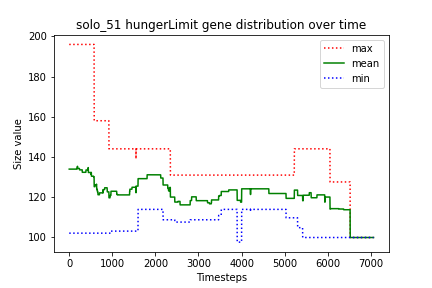 solo_51 hungerLimit gene distribution over time
200
180
160
140
120
100
Size value
max
mean
min
0 1000 2000 3000 4000 5000 6000 7000
Timesteps